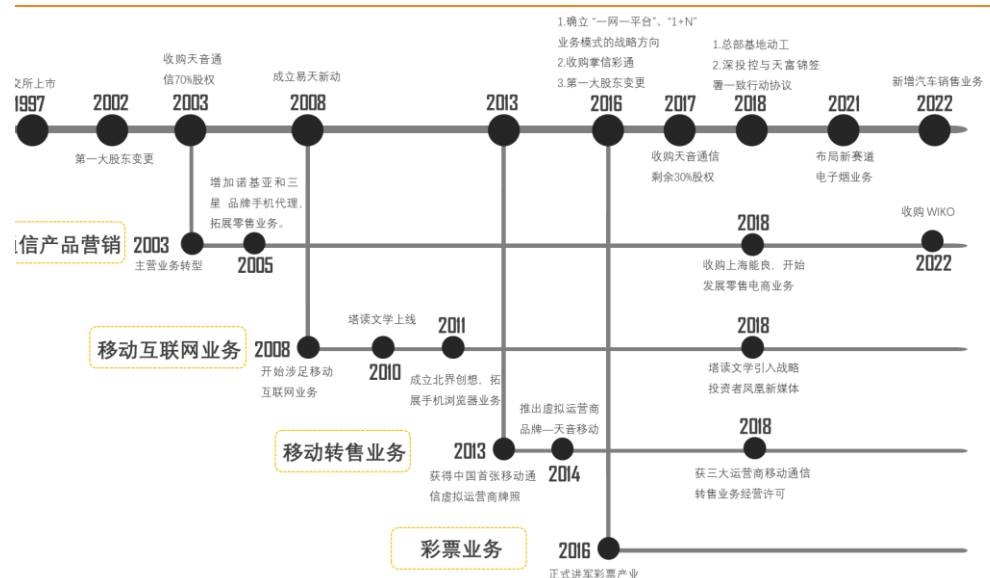 1.确立 “一网一平台”、“1+N”
业务模式的战略方向
2.收购掌信彩通
3.第一大股东变更
1.总部基地动工
2.深投控与天富锦签
署一致行动协议
收购天音通
信70%股权
成立易天新动
新增汽车销售业务
交所上市
1997
2002
2003
2008
2013
2016
2017
2018
2021
2022
第一大股东变更
收购天音通信
剩余30%股权
布局新赛道
电子烟业务
增加诺基亚和三
星 品牌手机代理,
拓展零售业务。
收购 WIKO
信产品营销
2003
主营业务转型
2005
2018
收购上海能良，开始
发展零售电商业务
2022
移动互联网业务
2008
开始涉足移动
互联网业务
塔读文学上线
2010
2011
成立北界创想，拓
展手机浏览器业务
2018
塔读文学引入战略
投资者凤凰新媒体
移动转售业务
2013
获得中国首张移动通
信虚拟运营商牌照
推出虚拟运营商
品牌—天音移动
2014
2018
获三大运营商移动通信
转售业务经营许可
彩票业务
2016
正式进军彩票产业